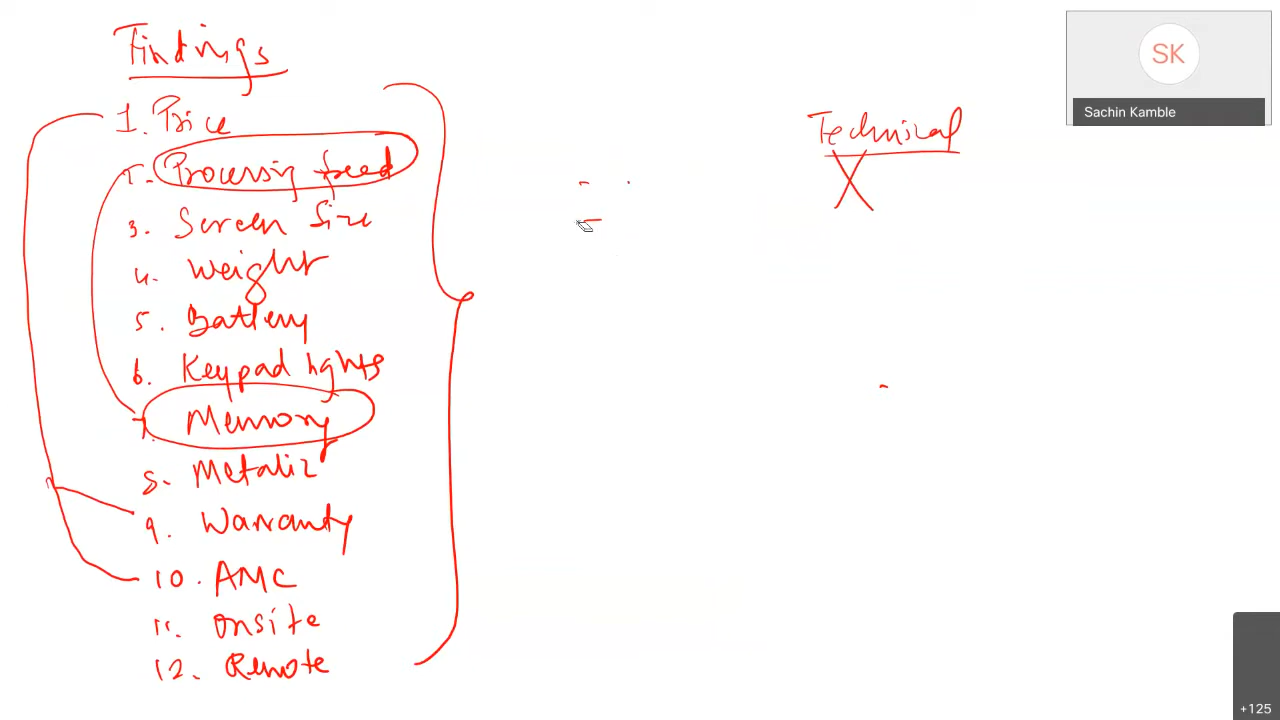 Findings
1. Price
2. Processing speed
3. Screen Size
4. Weight
5. Battery
6. Keypad lights
7. Memory
8. Metaliz
9. Warranty
10. AMC
11. Onsite
12. Remote
Technical
X
SK
Sachin Kamble
+125